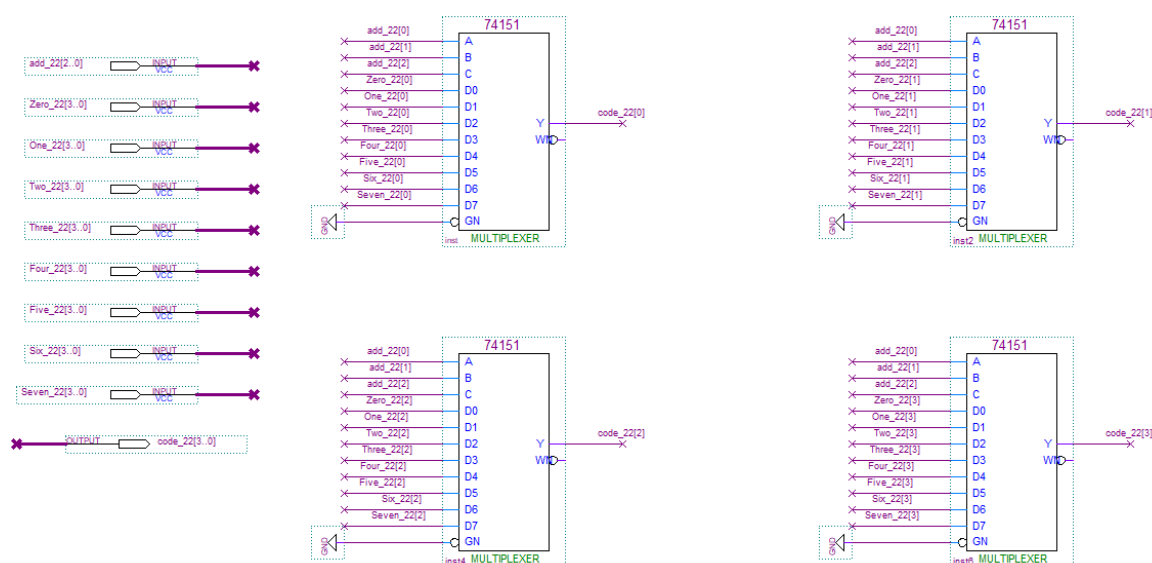 add_22[2..0] INPUT VCC
Zero_22[3..0] INPUT VCC
One_22[3..0] INPUT VCC
Two_22[3..0] INPUT VCC
Three_22[3..0] INPUT VCC
Four_22[3..0] INPUT VCC
Five_22[3..0] INPUT VCC
Six_22[3..0] INPUT VCC
Seven_22[3..0] INPUT VCC
OUTPUT code_22[3..0]
74151
add_22[0] A
add_22[1] B
add_22[2] C
Zero_22[0] D0
One_22[0] D1
Two_22[0] D2 Y code_22[0]
Three_22[0] D3 WN
Four_22[0] D4
Five_22[0] D5
Six_22[0] D6
Seven_22[0] D7
GND GN
inst MULTIPLEXER
74151
add_22[0] A
add_22[1] B
add_22[2] C
Zero_22[1] D0
One_22[1] D1
Two_22[1] D2 Y code_22[1]
Three_22[1] D3 WN
Four_22[1] D4
Five_22[1] D5
Six_22[1] D6
Seven_22[1] D7
GND GN
inst2 MULTIPLEXER
74151
add_22[0] A
add_22[1] B
add_22[2] C
Zero_22[2] D0
One_22[2] D1
Two_22[2] D2 Y code_22[2]
Three_22[2] D3 WN
Four_22[2] D4
Five_22[2] D5
Six_22[2] D6
Seven_22[2] D7
GND GN
inst4 MULTIPLEXER
74151
add_22[0] A
add_22[1] B
add_22[2] C
Zero_22[3] D0
One_22[3] D1
Two_22[3] D2 Y code_22[3]
Three_22[3] D3 WN
Four_22[3] D4
Five_22[3] D5
Six_22[3] D6
Seven_22[3] D7
GND GN
MULTIPLEXER